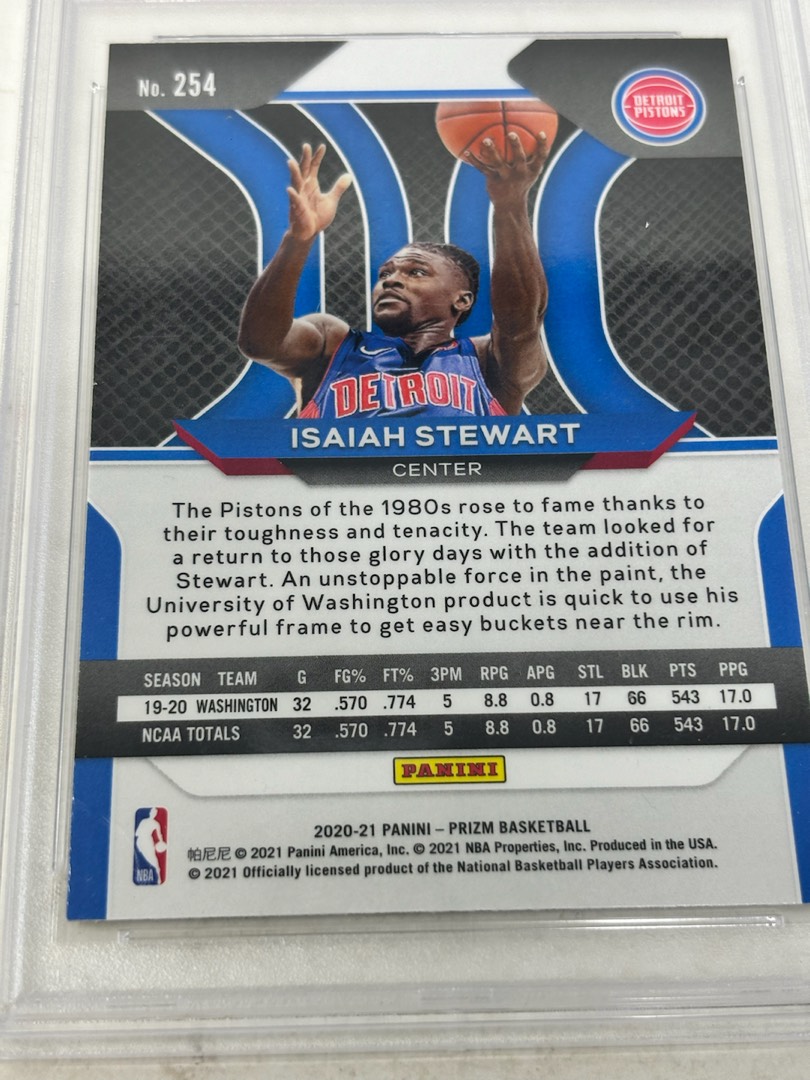 No. 254
DETROIT
PISTONS
DETROIT
ISAIAH STEWART
CENTER
The Pistons of the 1980s rose to fame thanks to
their toughness and tenacity. The team looked for
a return to those glory days with the addition of
Stewart. An unstoppable force in the paint, the
University of Washington product is quick to use his
powerful frame to get easy buckets near the rim.
SEASON TEAM G FG% FT% 3PM RPG APG STL BLK PTS PPG
19-20 WASHINGTON 32 .570 .774 5 8.8 0.8 17 66 543 17.0
NCAA TOTALS 32 .570 .774 5 8.8 0.8 17 66 543 17.0
PANINI
2020-21 PANINI – PRIZM BASKETBALL
帕尼尼 © 2021 Panini America, Inc. © 2021 NBA Properties, Inc. Produced in the USA.
© 2021 Officially licensed product of the National Basketball Players Association.
NBA